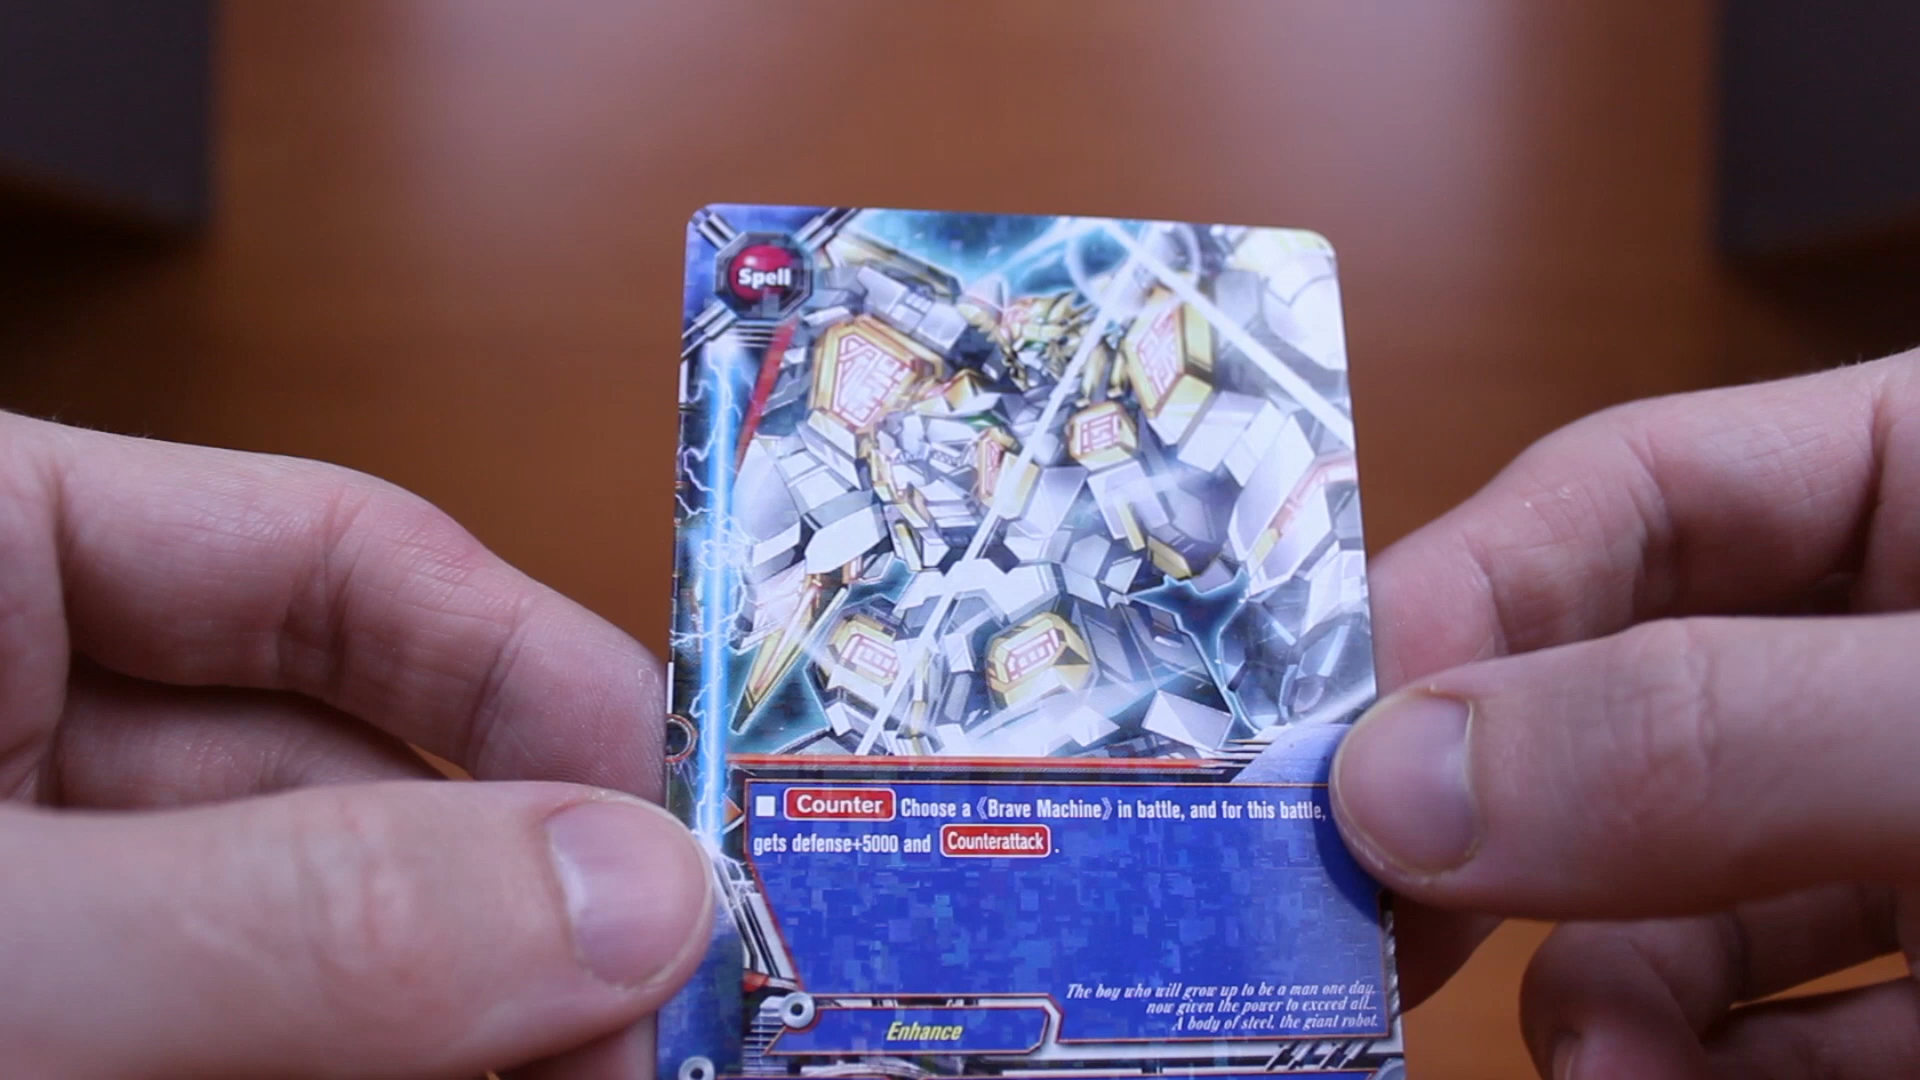 Spell
■ Counter Choose a 《Brave Machine》 in battle, and for this battle,
gets defense+5000 and Counterattack .
The boy who will grow up to be a man one day,
now given the power to exceed all...
A body of steel, the giant robot.
Enhance